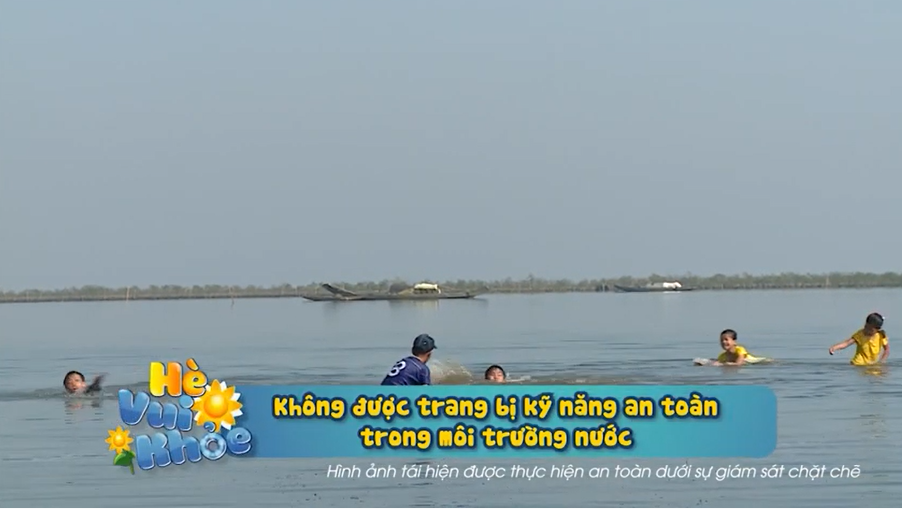 Hè
Vui
Khỏe
Không được trang bị kỹ năng an toàn
trong môi trường nước
Hình ảnh tái hiện được thực hiện an toàn dưới sự giám sát chặt chẽ